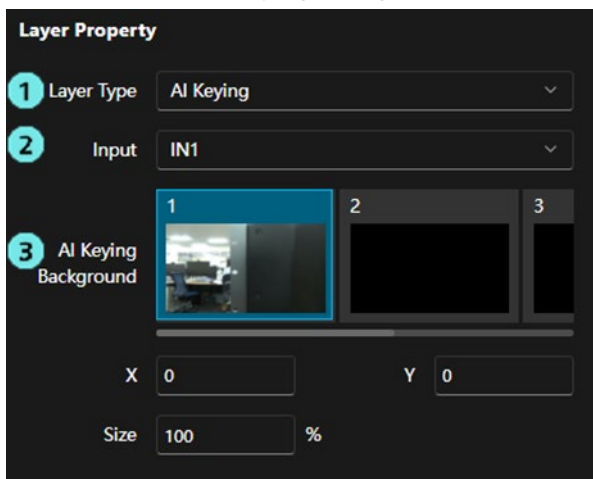 Layer Property
1 Layer Type AI Keying
2 Input IN1
1 2 3
3 AI Keying
Background
X 0 Y 0
Size 100 %